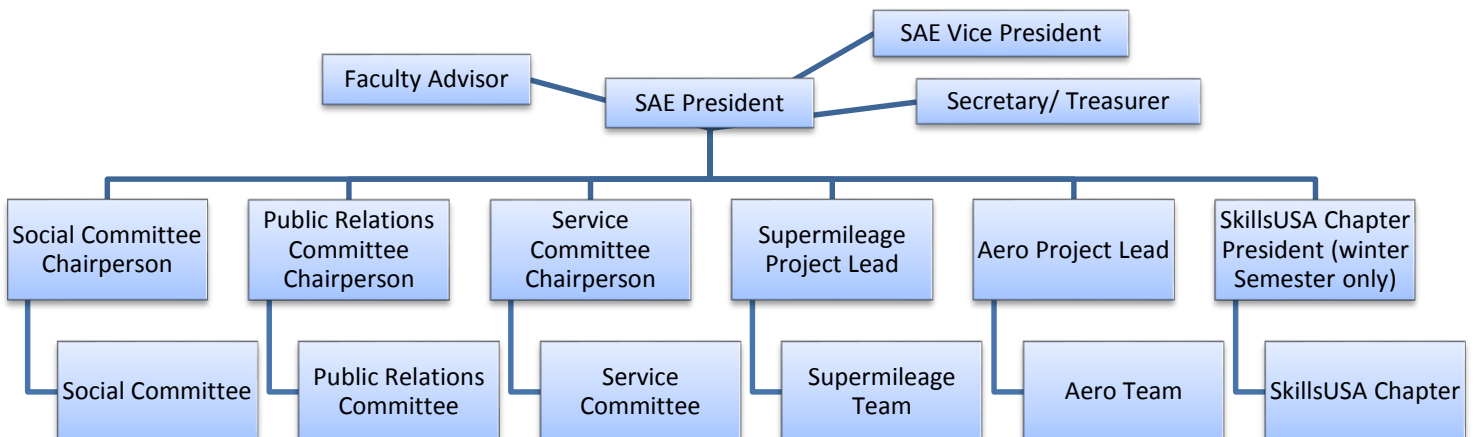 SAE Vice President
Faculty Advisor
SAE President
Secretary/ Treasurer
Social Committee
Chairperson
Public Relations
Committee
Chairperson
Service
Committee
Chairperson
Supermileage
Project Lead
Aero Project Lead
SkillsUSA Chapter
President (winter
Semester only)
Social Committee
Public Relations
Committee
Service
Committee
Supermileage
Team
Aero Team
SkillsUSA Chapter